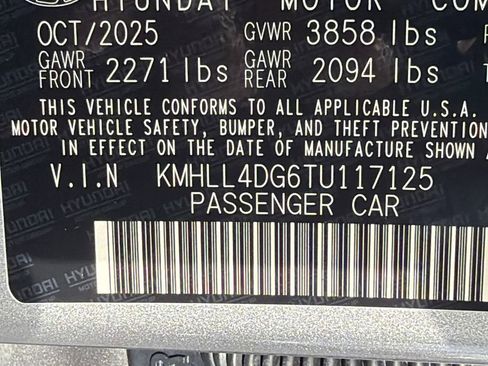 HYUNDAI MOTOR COM
OCT/2025 GVWR 3858 lbs
GAWR FRONT 2271 lbs GAWR REAR 2094 lbs
THIS VEHICLE CONFORMS TO ALL APPLICABLE U.S.A.
MOTOR VEHICLE SAFETY, BUMPER, AND THEFT PREVENTION
IN EFFECT ON THE DATE OF MANUFACTURE SHOWN
V.I.N KMHLL4DG6TU117125
PASSENGER CAR